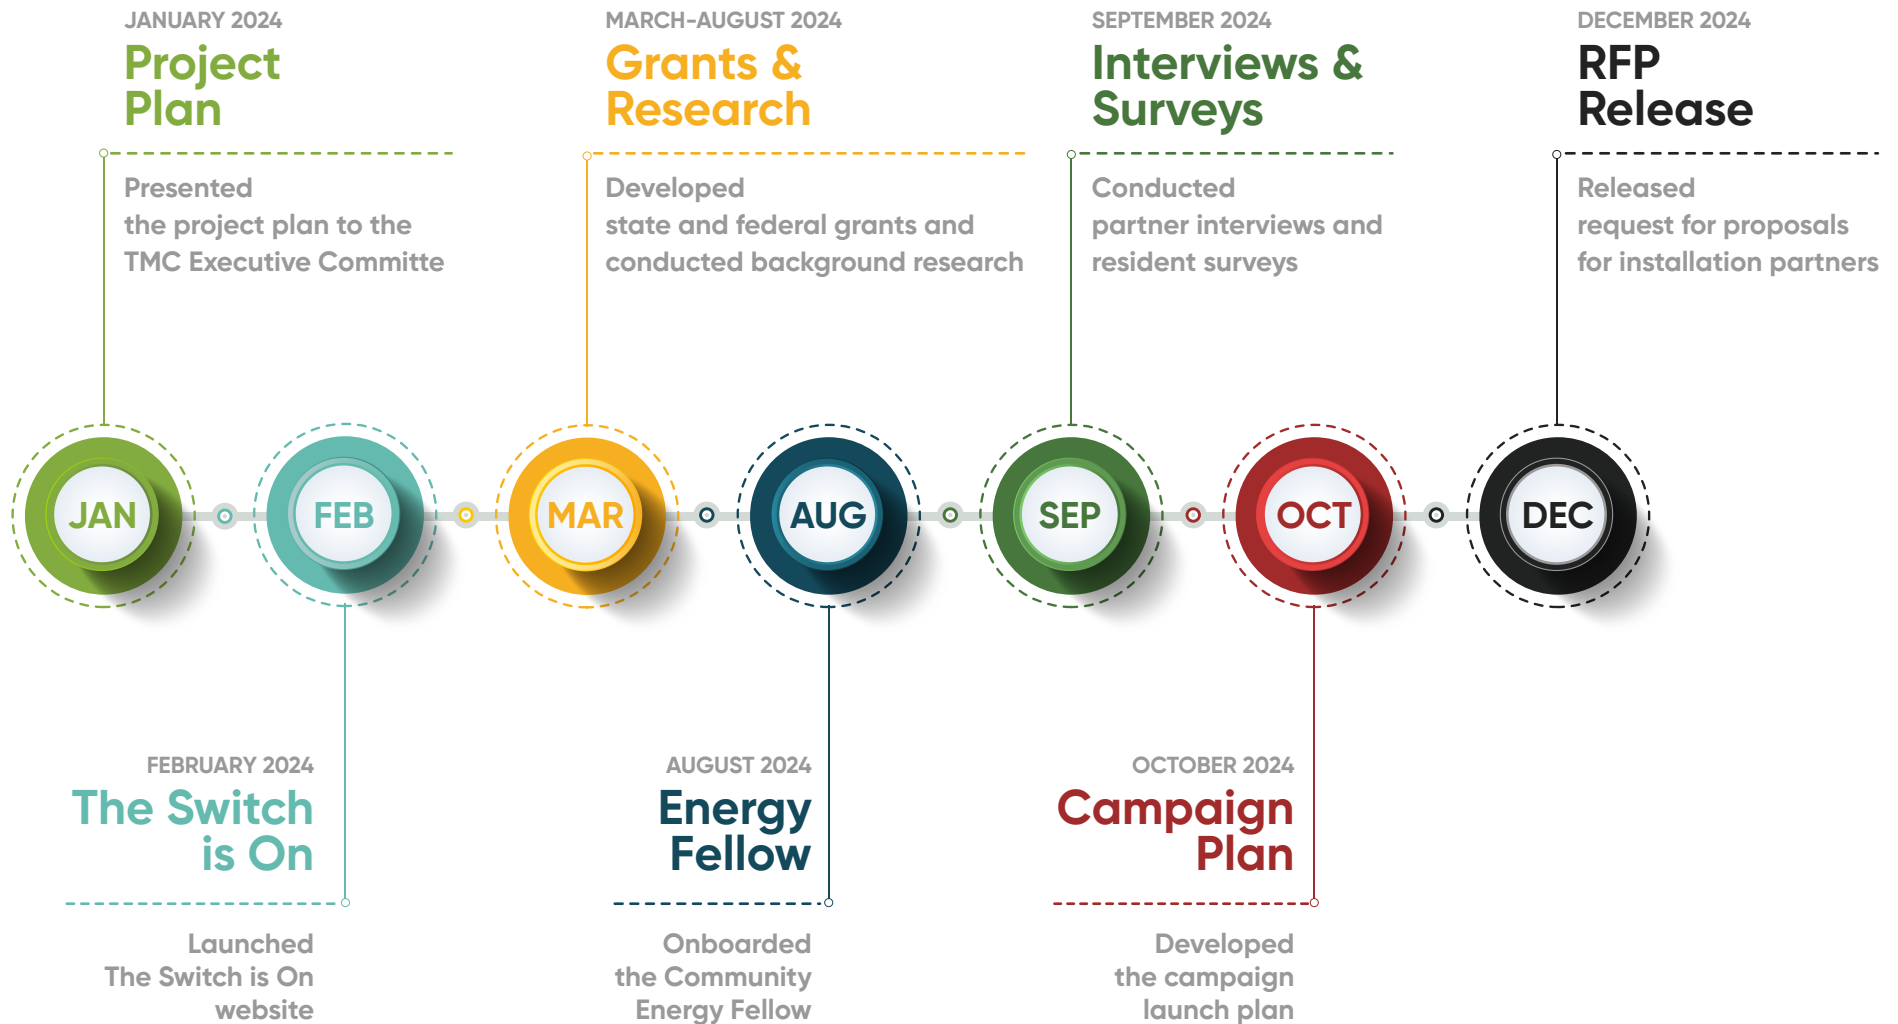 JANUARY 2024
Project
Plan
Presented
the project plan to the
TMC Executive Committe
MARCH-AUGUST 2024
Grants &
Research
Developed
state and federal grants and
conducted background research
SEPTEMBER 2024
Interviews &
Surveys
Conducted
partner interviews and
resident surveys
DECEMBER 2024
RFP
Release
Released
request for proposals
for installation partners
JAN
FEB
MAR
AUG
SEP
OCT
DEC
FEBRUARY 2024
The Switch
is On
Launched
The Switch is On
website
AUGUST 2024
Energy
Fellow
Onboarded
the Community
Energy Fellow
OCTOBER 2024
Campaign
Plan
Developed
the campaign
launch plan